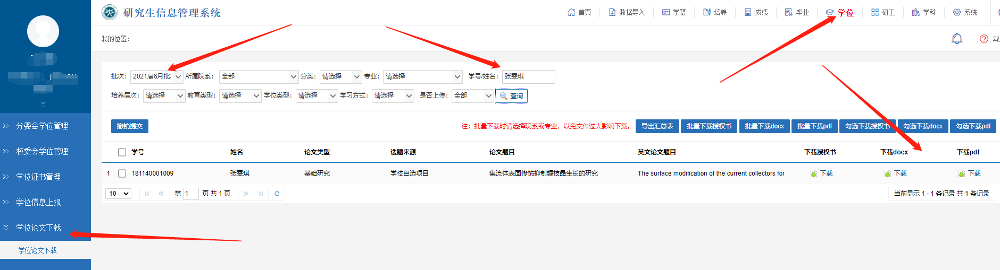 研究生信息管理系统
首页 数据导入 学籍 培养 成绩 毕业 学位 研工 学科 系统
我的位置： 帮
批次： 2021届6月批 所属院系： 全部 分类： 请选择 专业： 请选择 学号/姓名： 张雯琪
培养层次： 请选择 教育类型： 请选择 学位类型： 请选择 学习方式： 请选择 是否上传： 全部 查询
分委会学位管理
校委会学位管理
学位证书管理
学位信息上报
学位论文下载
学位论文下载
撤销提交 注：批量下载时请选择院系或专业，以免文件过大影响下载。 导出汇总表 批量下载授权书 批量下载docx 批量下载pdf 勾选下载授权书 勾选下载docx 勾选下载pdf
学号 姓名 论文类型 选题来源 论文题目 英文论文题目 下载授权书 下载docx 下载pdf
1 181140001009 张雯琪 基础研究 学校自选项目 集流体表面修饰抑制锂枝晶生长的研究 The surface modification of the current collectors for 下载 下载 下载
10 第 1 页 共 1 页 当前显示 1 - 1 条记录 共 1 条记录